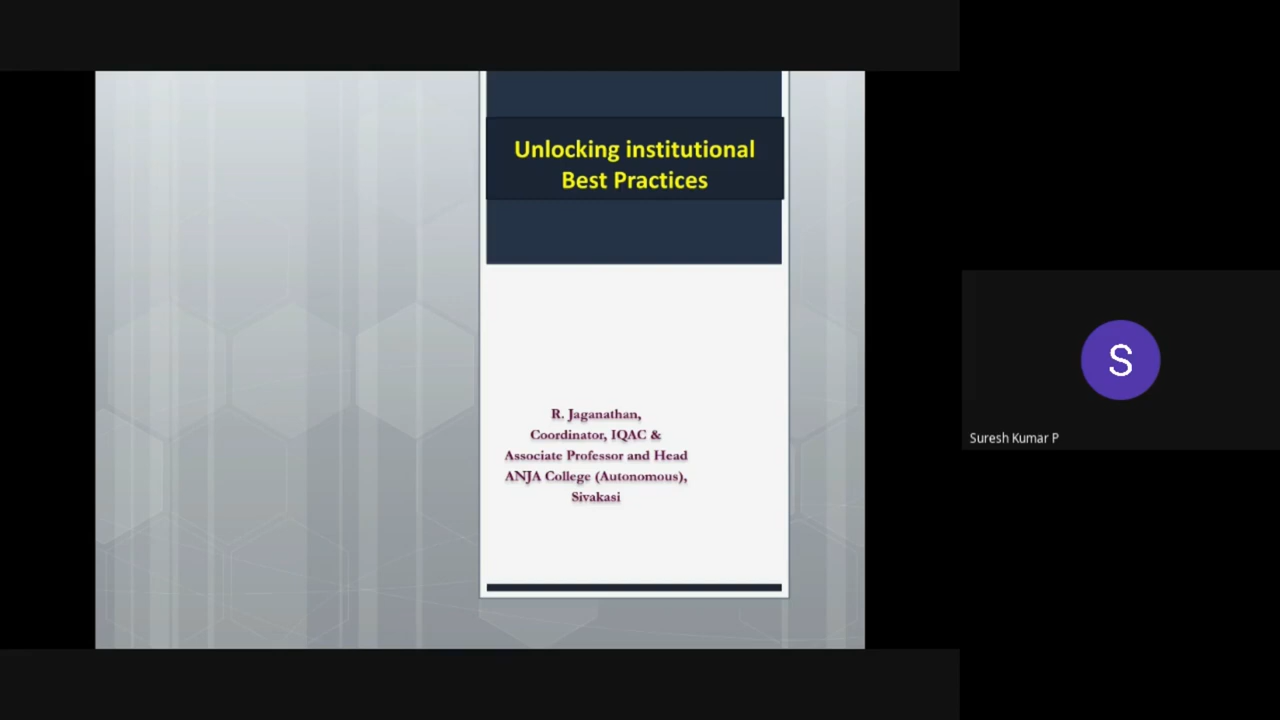 Unlocking institutional
Best Practices
R. Jaganathan,
Coordinator, IQAC &
Associate Professor and Head
ANJA College (Autonomous),
Sivakasi
S
Suresh Kumar P